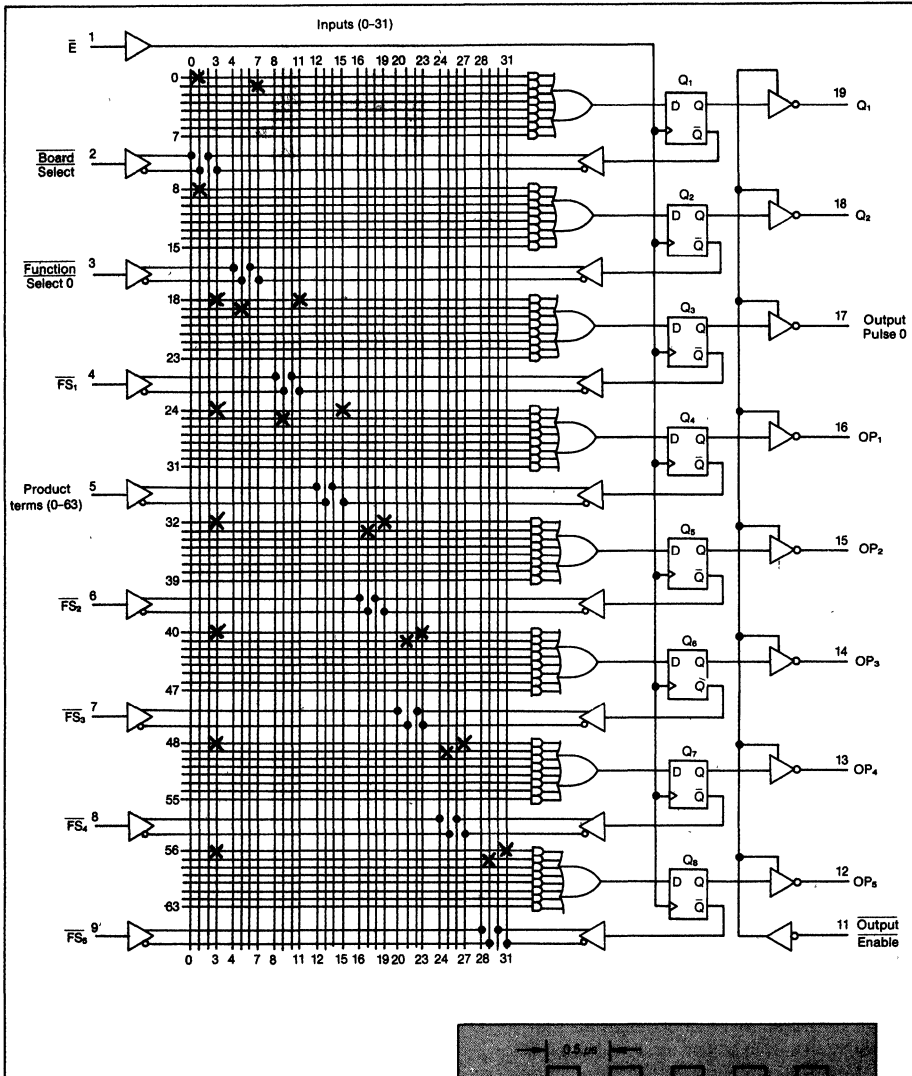 Inputs (0–31)
E 1
0 3 4 7 8 11 12 15 16 19 20 23 24 27 28 31
0
Q1
D Q
Q
19 Q1
7
Board 2
Select
8
Q2
D Q
Q
18 Q2
15
Function 3
Select 0
18
Q3
D Q
Q
17 Output
Pulse 0
23
FS1 4
24
Q4
D Q
Q
16 OP1
31
Product 5
terms (0–63)
32
Q5
D Q
Q
15 OP2
39
FS2 6
40
Q6
D Q
Q
14 OP3
47
FS3 7
48
Q7
D Q
Q
13 OP4
55
FS4 8
56
Q8
D Q
Q
12 OP5
63
FS5 9
11 Output
Enable
0 3 4 7 8 11 12 15 16 19 20 23 24 27 28 31
0.5 µs